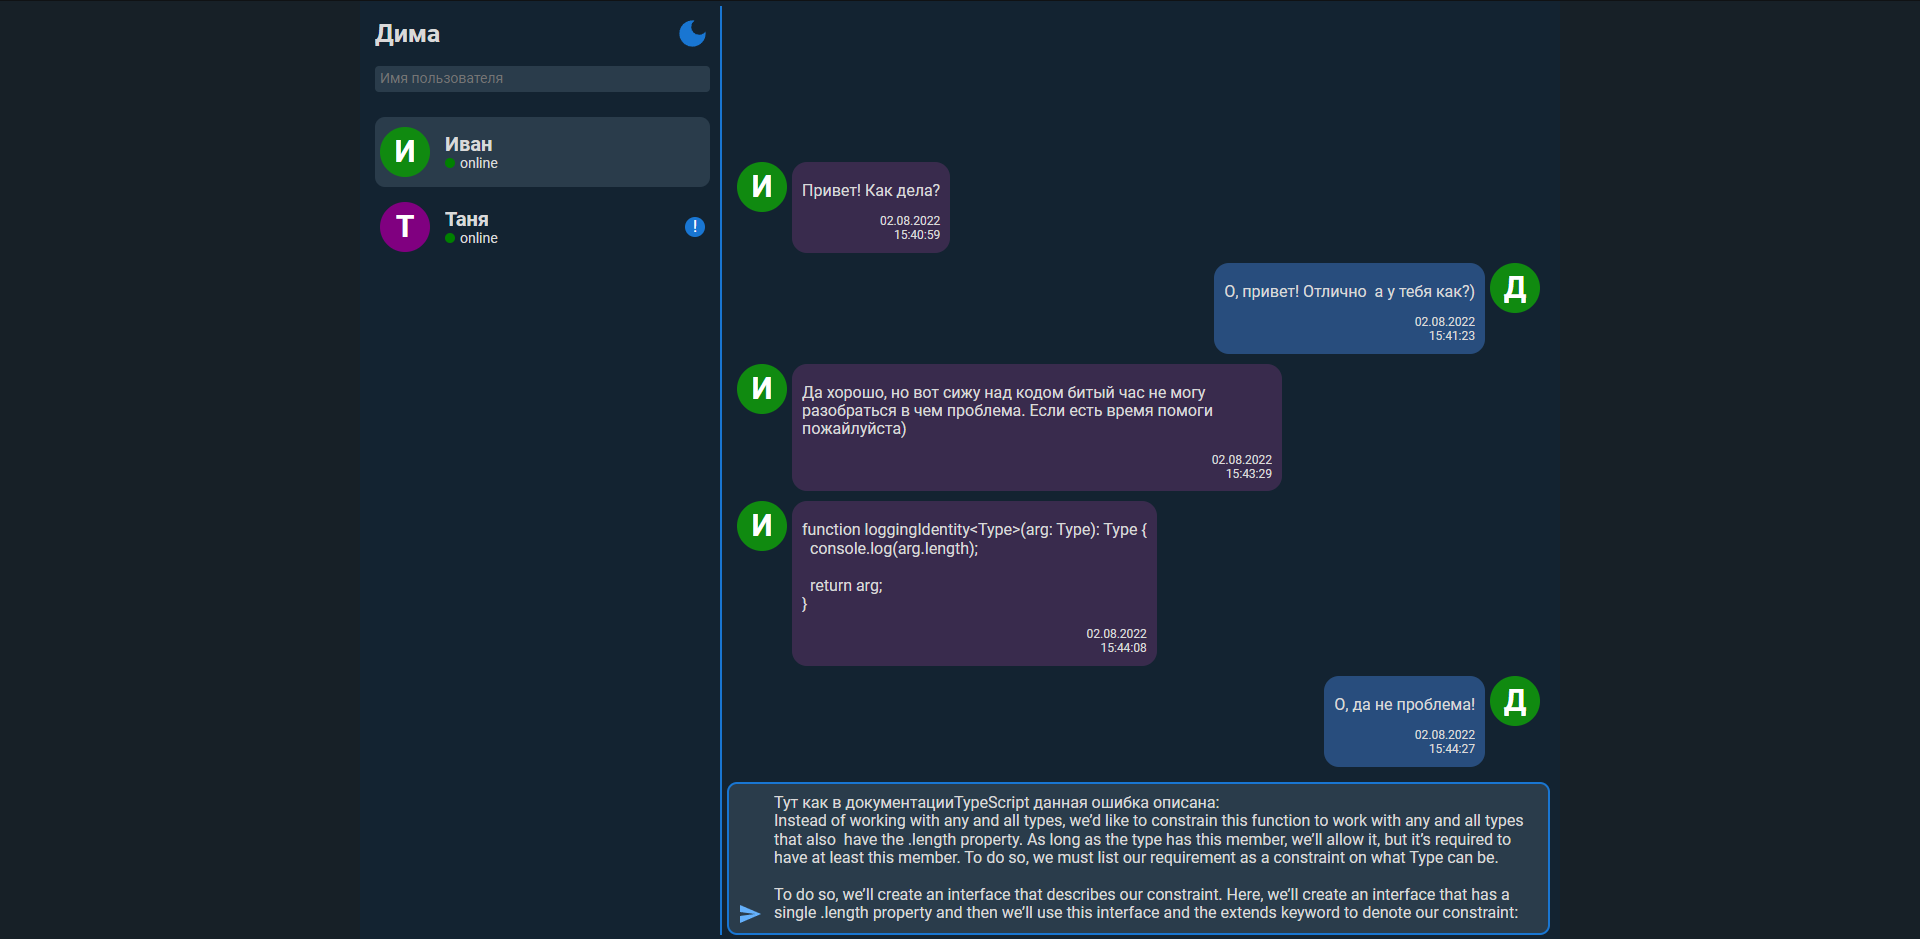 Дима
Имя пользователя
И
Иван
online
Т
Таня
online
!
И
Привет! Как дела?
02.08.2022
15:40:59
О, привет! Отлично  а у тебя как?)
02.08.2022
15:41:23
Д
И
Да хорошо, но вот сижу над кодом битый час не могу
разобраться в чем проблема. Если есть время помоги
пожайлуйста)
02.08.2022
15:43:29
И
function loggingIdentity<Type>(arg: Type): Type {
  console.log(arg.length);
  return arg;
}
02.08.2022
15:44:08
О, да не проблема!
02.08.2022
15:44:27
Д
Тут как в документацииTypeScript данная ошибка описана:
Instead of working with any and all types, we’d like to constrain this function to work with any and all types
that also  have the .length property. As long as the type has this member, we’ll allow it, but it’s required to
have at least this member. To do so, we must list our requirement as a constraint on what Type can be.
To do so, we’ll create an interface that describes our constraint. Here, we’ll create an interface that has a
single .length property and then we’ll use this interface and the extends keyword to denote our constraint: